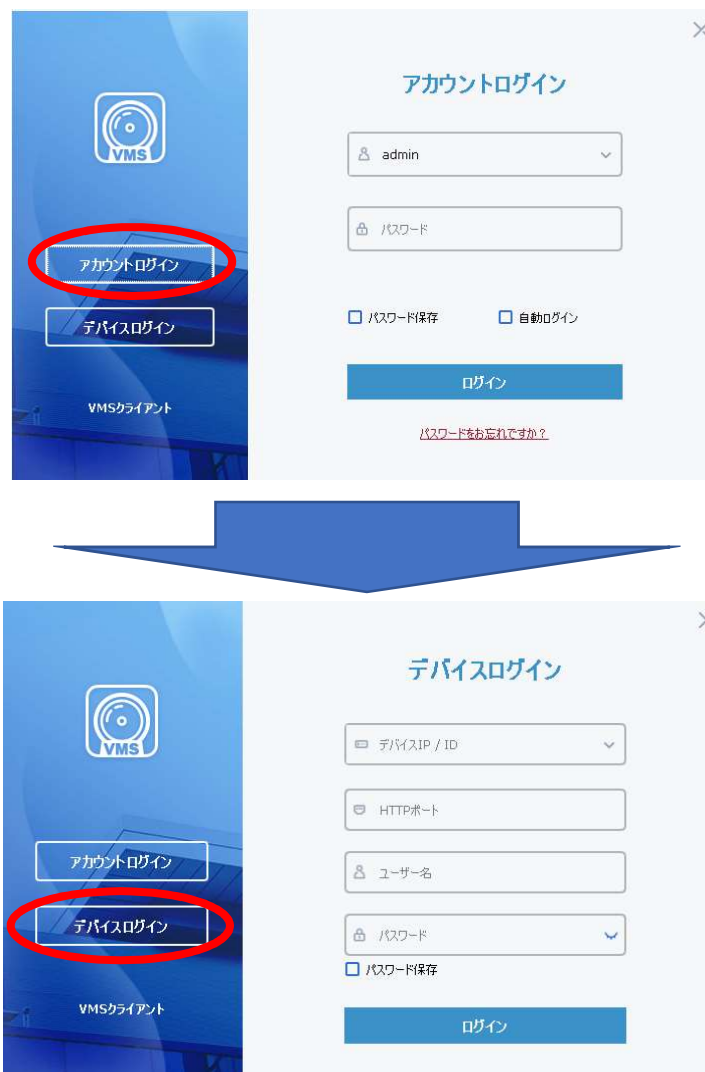 アカウントログイン
VMS
admin
パスワード
アカウントログイン
デバイスログイン
パスワード保存
自動ログイン
ログイン
VMSクライアント
パスワードをお忘れですか？
デバイスログイン
VMS
デバイスIP / ID
HTTPポート
アカウントログイン
ユーザー名
デバイスログイン
パスワード
パスワード保存
VMSクライアント
ログイン